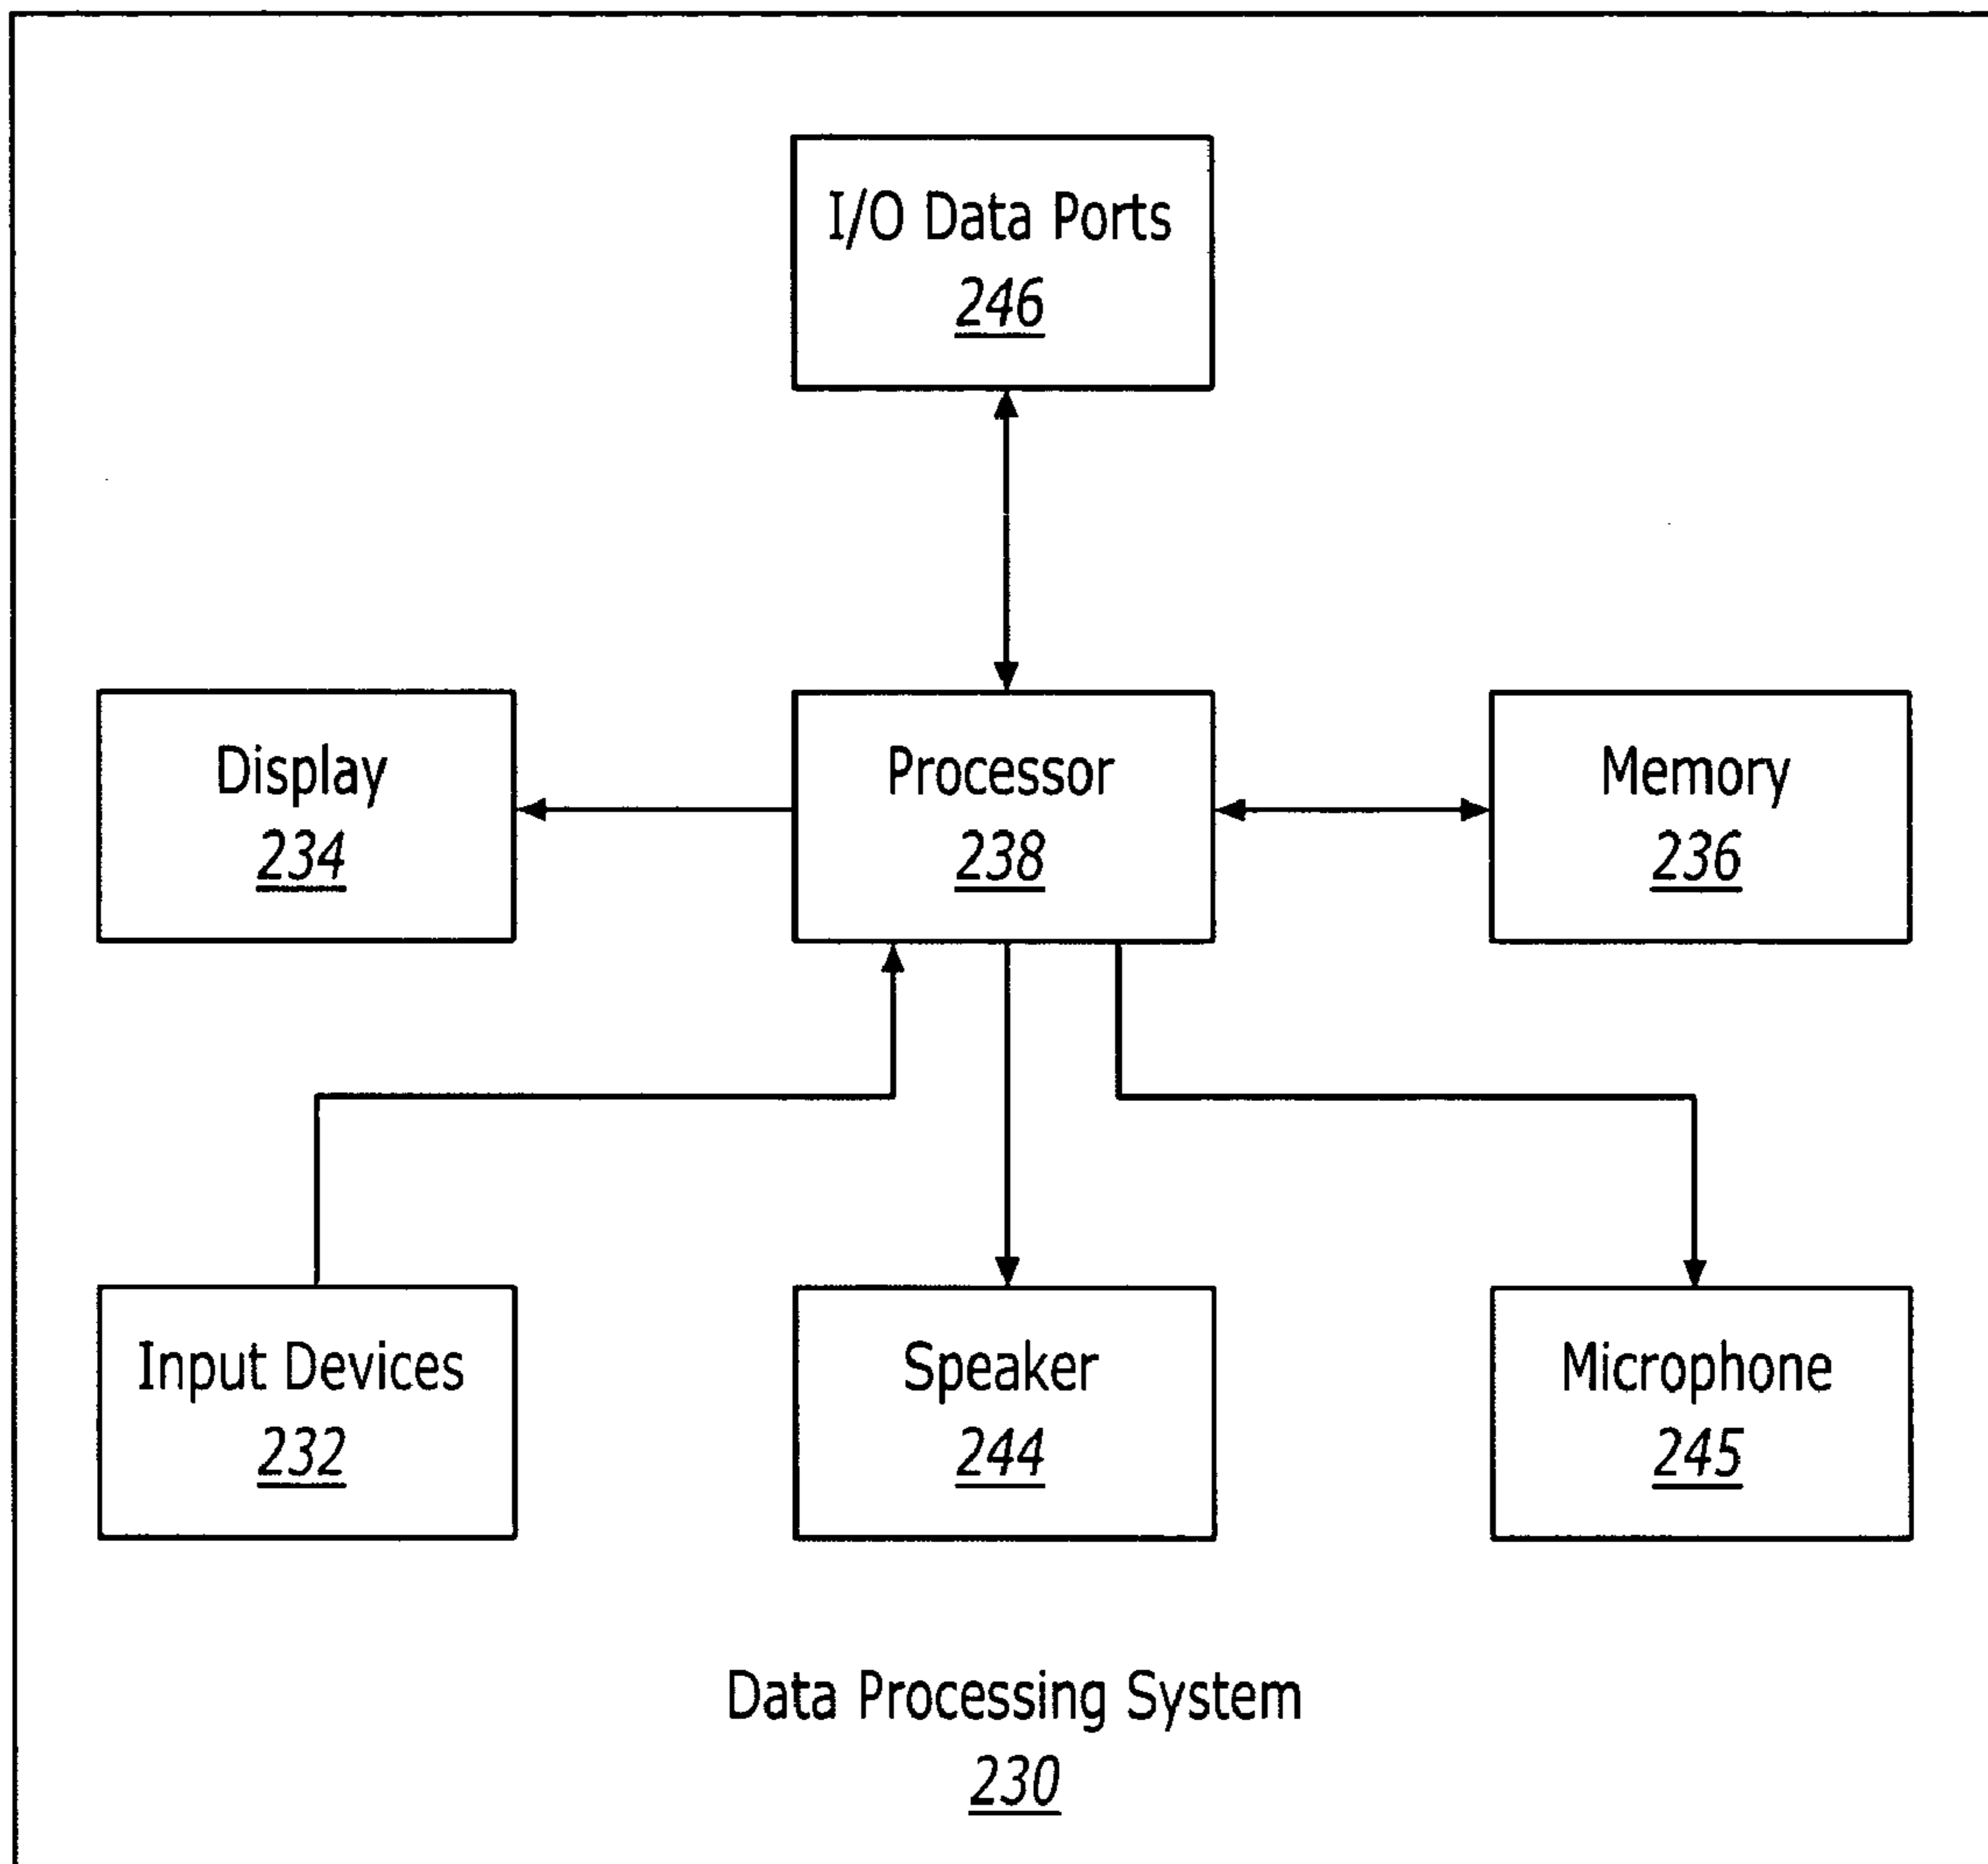 I/O Data Ports
246
Display
234
Processor
238
Memory
236
Input Devices
232
Speaker
244
Microphone
245
Data Processing System
230